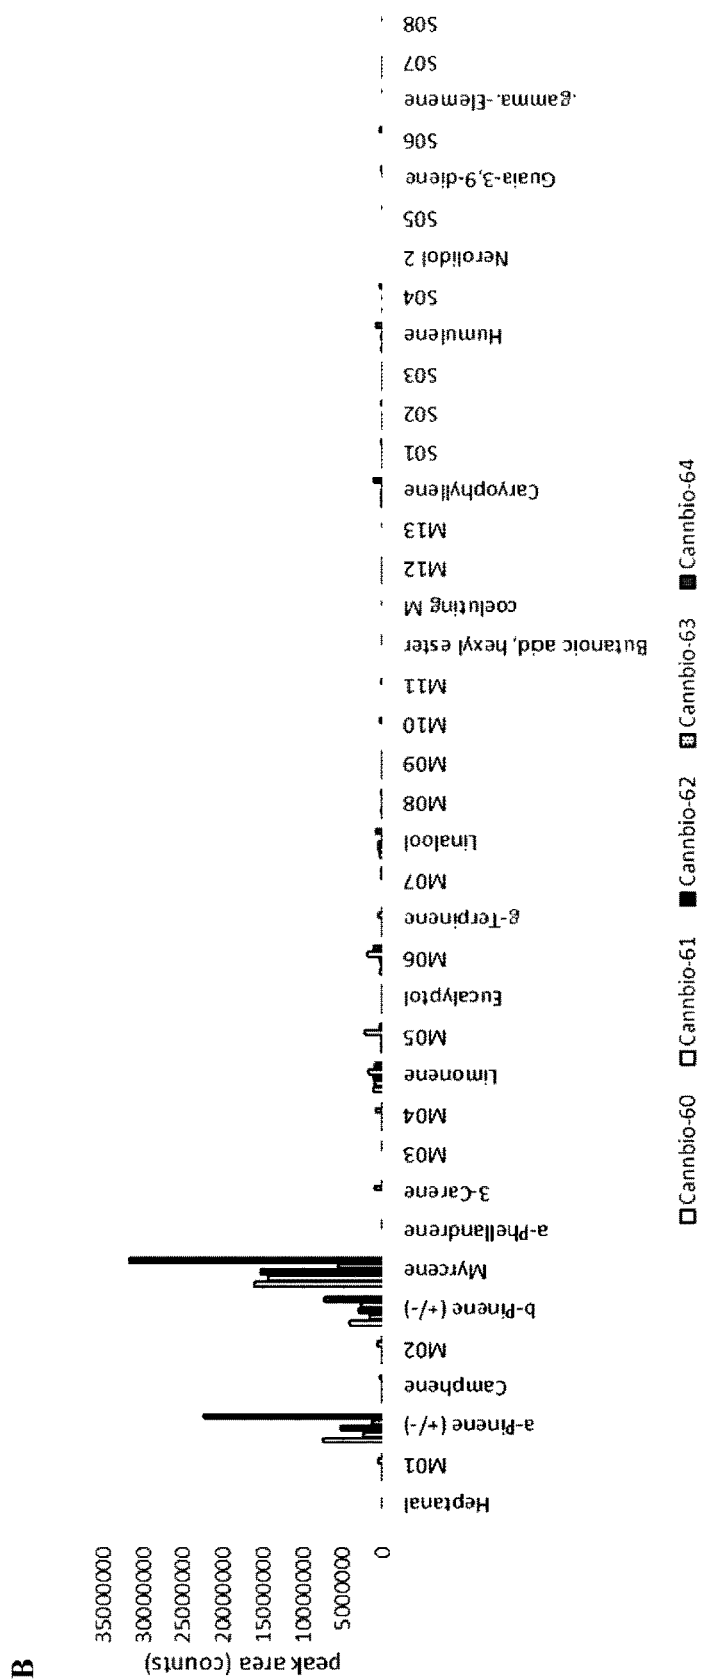 B
peak area (counts)
35000000
30000000
25000000
20000000
15000000
10000000
5000000
0
Heptanal
M01
a-Pinene (+/-)
Camphene
M02
b-Pinene (+/-)
Myrcene
a-Phellandrene
3-Carene
M03
M04
Limonene
M05
Eucalyptol
M06
g-Terpinene
M07
Linalool
M08
M09
M10
M11
Butanoic acid, hexyl ester
coeluting M
M12
M13
Caryophyllene
S01
S02
S03
Humulene
S04
Nerolidol 2
S05
Guaia-3,9-diene
S06
.gamma.-Elemene
S07
S08
Cannbio-60 Cannbio-61 Cannbio-62 Cannbio-63 Cannbio-64